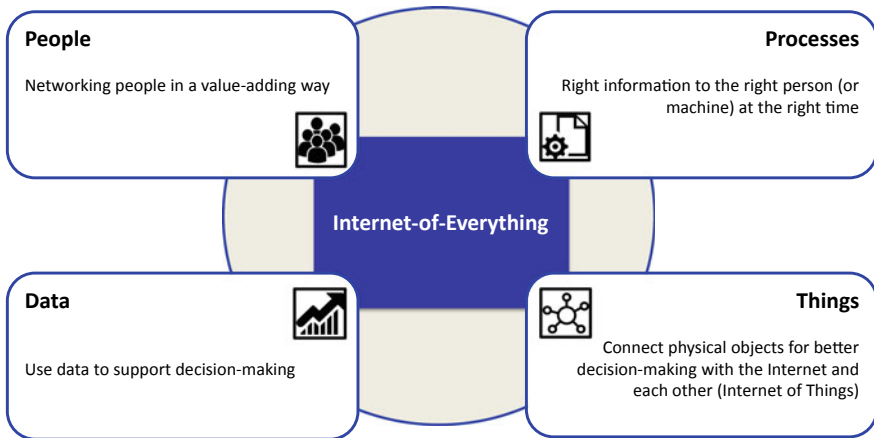 People
Networking people in a value-adding way
Processes
Right information to the right person (or
machine) at the right time
Internet-of-Everything
Data
Use data to support decision-making
Things
Connect physical objects for better
decision-making with the Internet and
each other (Internet of Things)